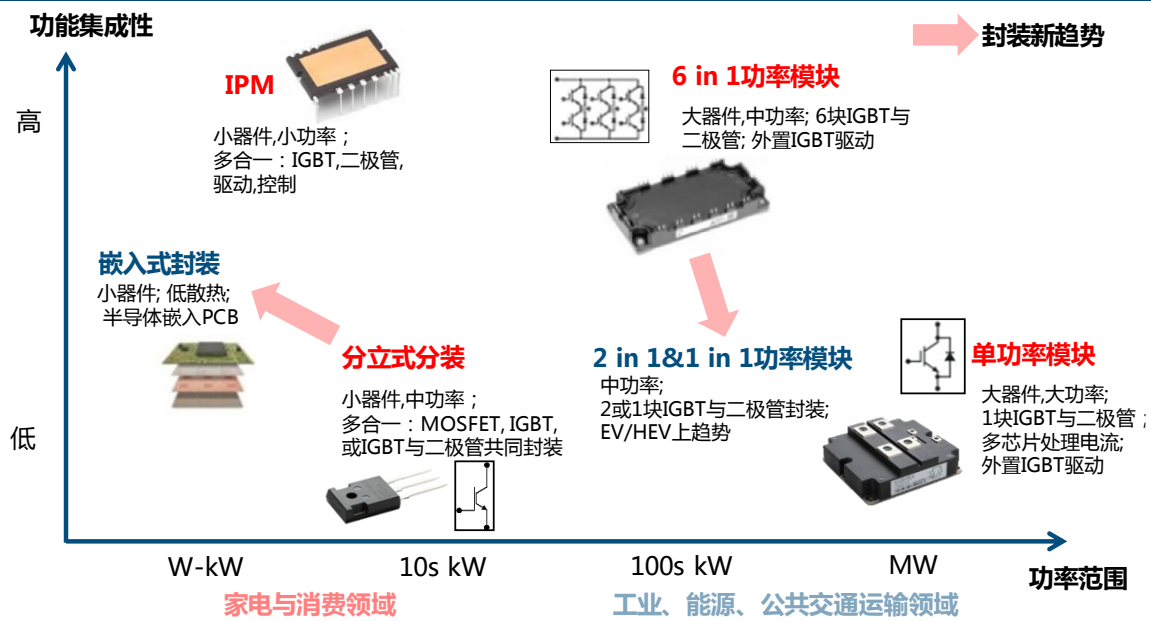 功能集成性
封装新趋势
高
IPM
小器件,小功率；
多合一：IGBT,二极管,
驱动,控制
6 in 1功率模块
大器件,中功率; 6块IGBT与
二极管; 外置IGBT驱动
嵌入式封装
小器件; 低散热;
半导体嵌入PCB
分立式分装
小器件,中功率；
多合一：MOSFET, IGBT,
或IGBT与二极管共同封装
2 in 1&1 in 1功率模块
中功率;
2或1块IGBT与二极管封装;
EV/HEV上趋势
单功率模块
大器件,大功率;
1块IGBT与二极管；
多芯片处理电流;
外置IGBT驱动
低
W-kW
10s kW
100s kW
MW
功率范围
家电与消费领域
工业、能源、公共交通运输领域